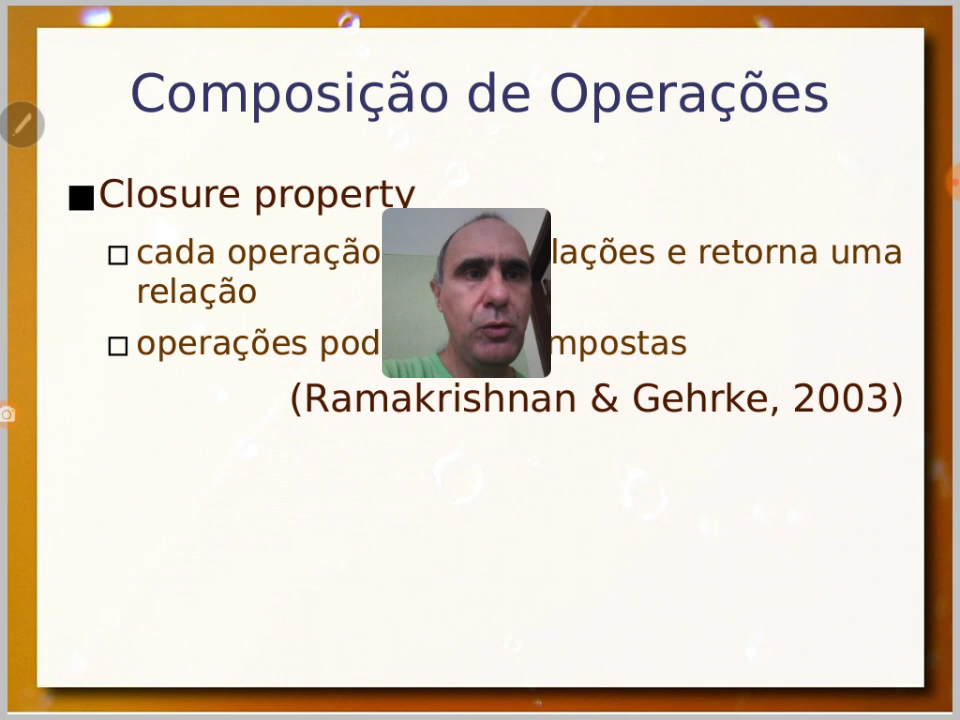 Composição de Operações
Closure property
cada operação lações e retorna uma
relação
operações pod mpostas
(Ramakrishnan & Gehrke, 2003)